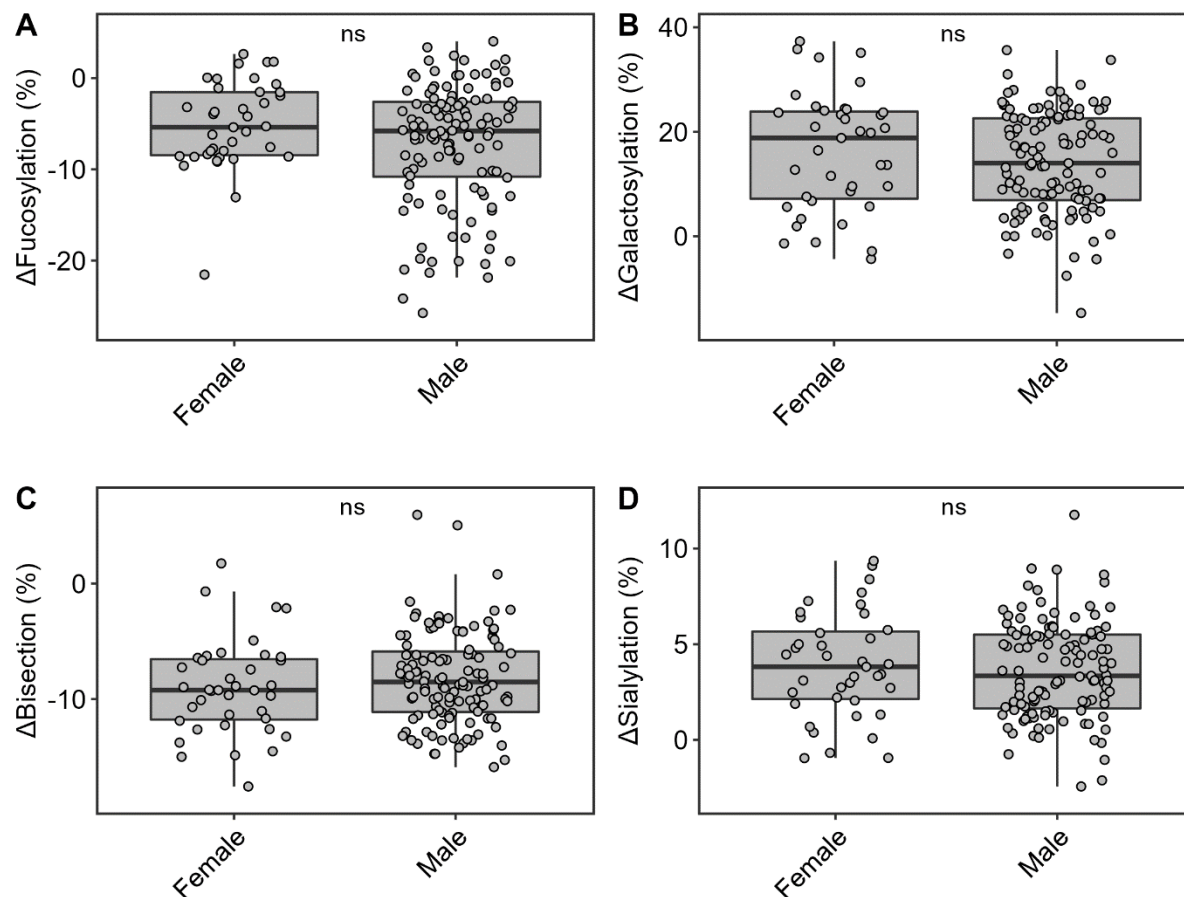 A
ns
ΔFucosylation (%)
0
-10
-20
Female
Male
B
ns
ΔGalactosylation (%)
40
20
0
Female
Male
C
ns
ΔBisection (%)
0
-10
Female
Male
D
ns
ΔSialylation (%)
10
5
0
Female
Male